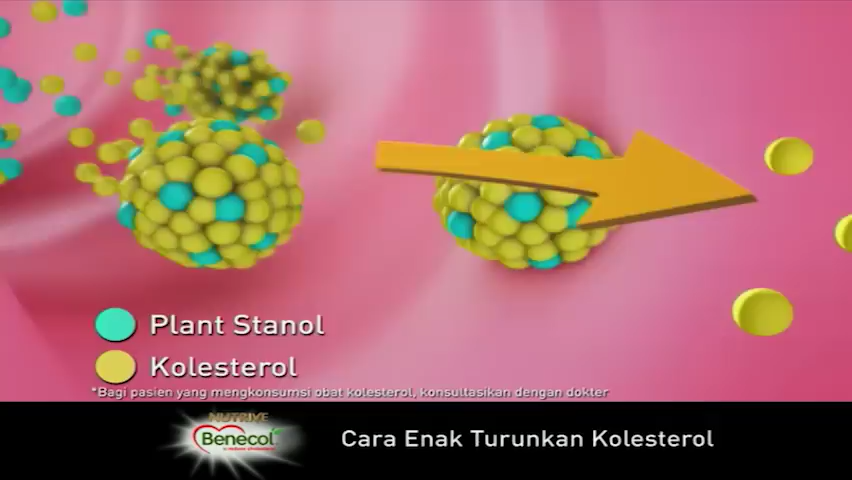 Plant Stanol
Kolesterol
*Bagi pasien yang mengkonsumsi obat kolesterol, konsultasikan dengan dokter
NUTRIVE
Benecol
Cara Enak Turunkan Kolesterol